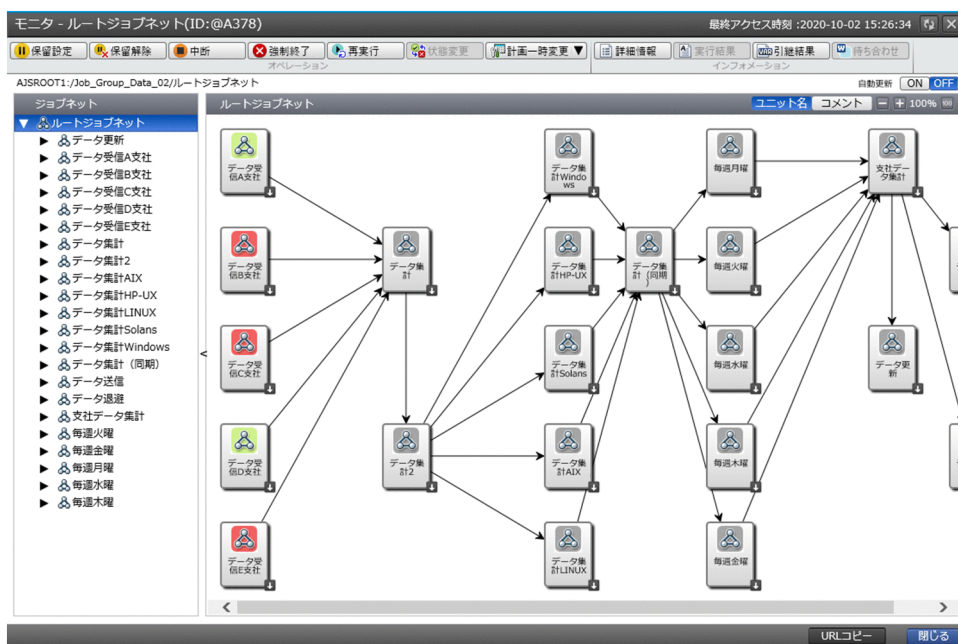 モニタ - ルートジョブネット(ID:@A378)
最終アクセス時刻 :2020-10-02 15:26:34
保留設定
保留解除
中断
強制終了
再実行
状態変更
計画一時変更 ▼
詳細情報
実行結果
引継結果
待ち合わせ
オペレーション
インフォメーション
AJSROOT1:/Job_Group_Data_02/ルートジョブネット
自動更新 ON OFF
ジョブネット
ルートジョブネット
ユニット名 コメント - + 100% 100
▼ ルートジョブネット
▶ データ更新
▶ データ受信A支社
▶ データ受信B支社
▶ データ受信C支社
▶ データ受信D支社
▶ データ受信E支社
▶ データ集計
▶ データ集計2
▶ データ集計AIX
▶ データ集計HP-UX
▶ データ集計LINUX
▶ データ集計Solans
▶ データ集計Windows
▶ データ集計（同期）
▶ データ送信
▶ データ退避
▶ 支社データ集計
▶ 毎週火曜
▶ 毎週金曜
▶ 毎週月曜
▶ 毎週水曜
▶ 毎週木曜
<
データ受
信A支社
データ集
計Windo
ws
毎週月曜
支社デー
タ集計
データ受
信B支社
データ集
計
データ集
計HP-UX
データ集
計（同期
）
毎週火曜
データ受
信C支社
データ集
計Solans
毎週水曜
データ更
新
データ受
信D支社
データ集
計2
データ集
計AIX
毎週木曜
データ受
信E支社
データ集
計LINUX
毎週金曜
URLコピー
閉じる